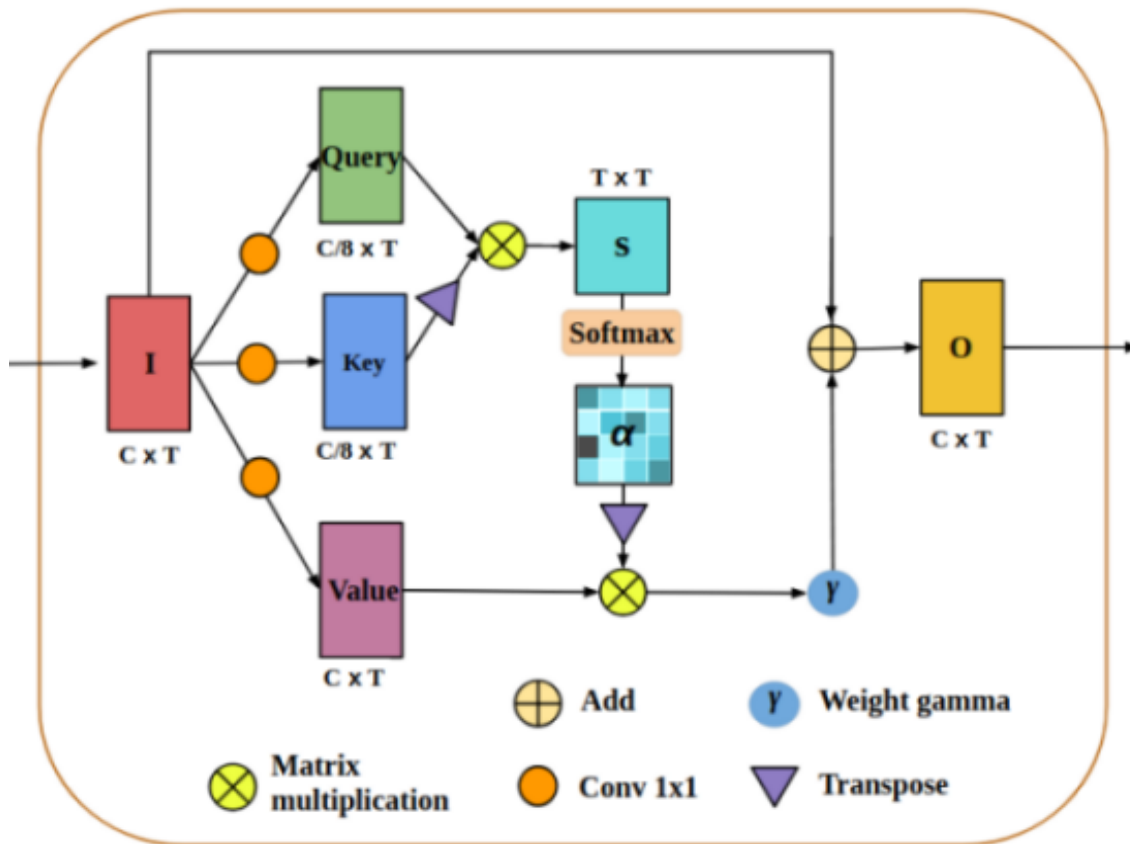 Query
C/8 x T
T x T
S
I
C x T
Key
C/8 x T
Softmax
α
O
C x T
Value
C x T
γ
Add
γ Weight gamma
Matrix
multiplication
Conv 1x1
Transpose